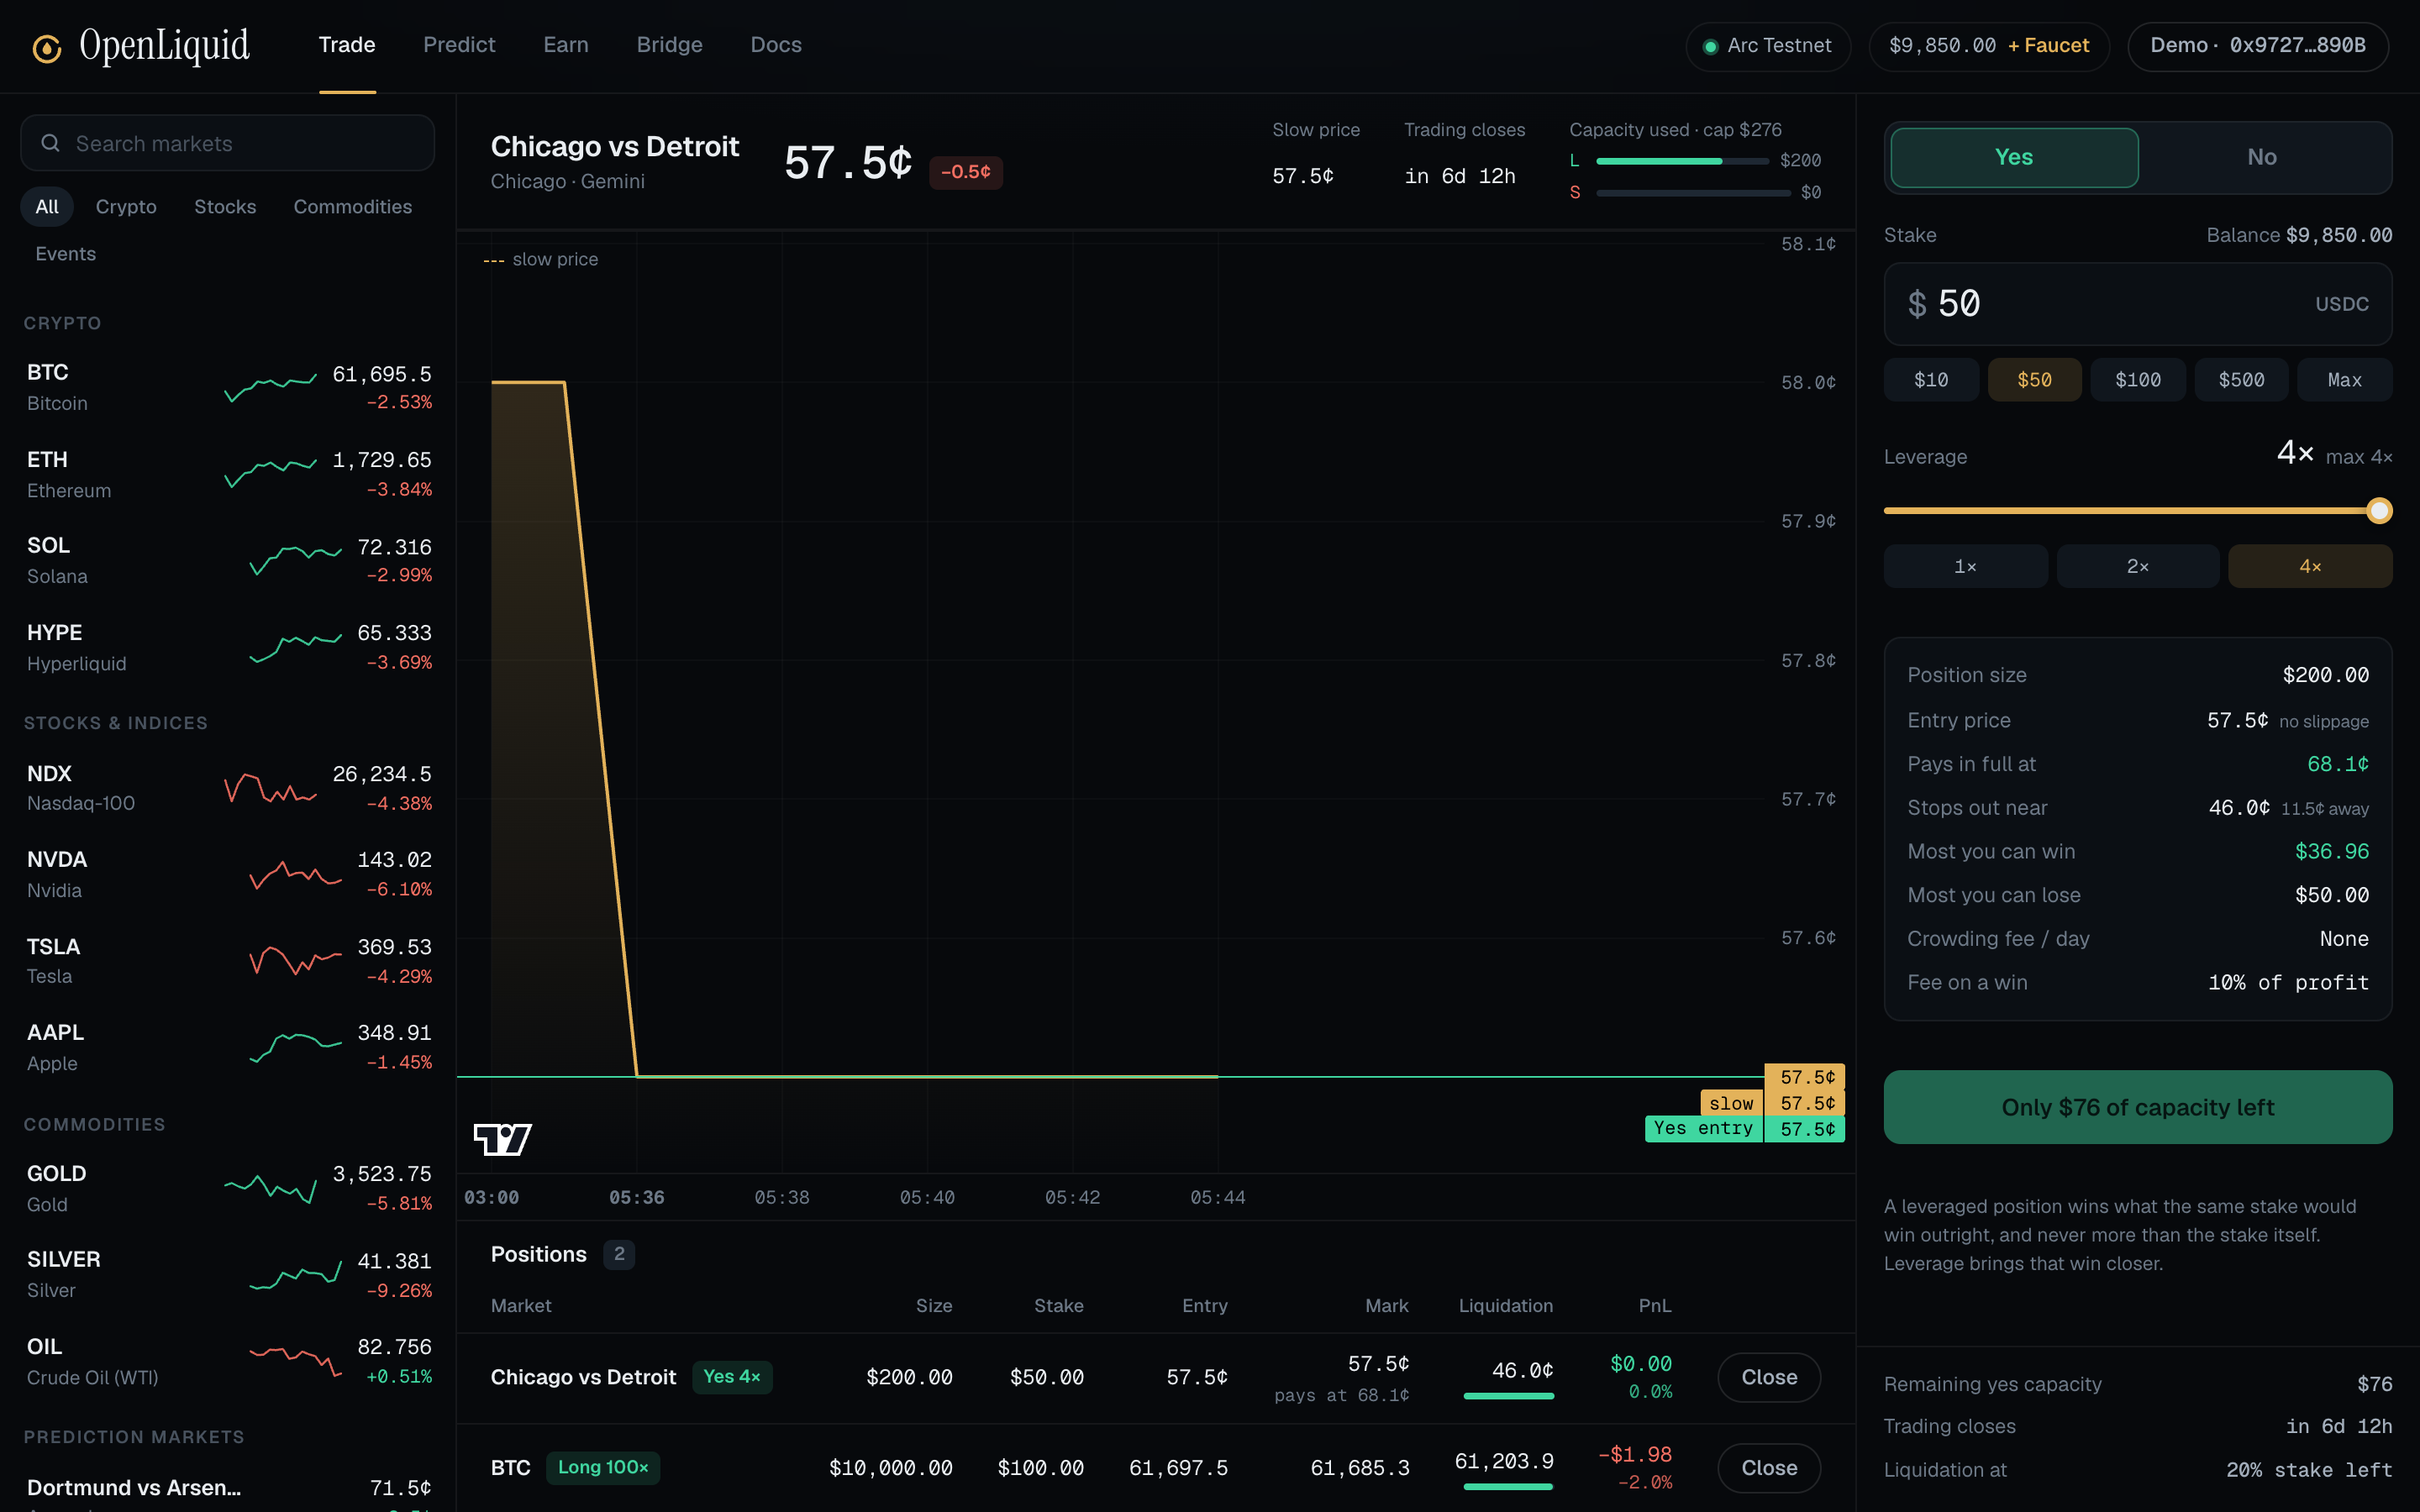 OpenLiquid
Trade Predict Earn Bridge Docs
Arc Testnet
$9,850.00 + Faucet
Demo · 0x9727…890B
Search markets
All Crypto Stocks Commodities
Events
CRYPTO
BTC 61,695.5
Bitcoin −2.53%
ETH 1,729.65
Ethereum −3.84%
SOL 72.316
Solana −2.99%
HYPE 65.333
Hyperliquid −3.69%
STOCKS & INDICES
NDX 26,234.5
Nasdaq-100 −4.38%
NVDA 143.02
Nvidia −6.10%
TSLA 369.53
Tesla −4.29%
AAPL 348.91
Apple −1.45%
COMMODITIES
GOLD 3,523.75
Gold −5.81%
SILVER 41.381
Silver −9.26%
OIL 82.756
Crude Oil (WTI) +0.51%
PREDICTION MARKETS
Dortmund vs Arsen... 71.5¢
Chicago vs Detroit
Chicago · Gemini
57.5¢ −0.5¢
Slow price
57.5¢
Trading closes
in 6d 12h
Capacity used · cap $276
L $200
S $0
--- slow price
58.1¢
58.0¢
57.9¢
57.8¢
57.7¢
57.6¢
57.5¢
slow 57.5¢
Yes entry 57.5¢
03:00 05:36 05:38 05:40 05:42 05:44
Positions 2
Market Size Stake Entry Mark Liquidation PnL
Chicago vs Detroit Yes 4× $200.00 $50.00 57.5¢ 57.5¢ 46.0¢ $0.00 Close
pays at 68.1¢ 0.0%
BTC Long 100× $10,000.00 $100.00 61,697.5 61,685.3 61,203.9 −$1.98 Close
−2.0%
Yes No
Stake Balance $9,850.00
$ 50 USDC
$10 $50 $100 $500 Max
Leverage 4× max 4×
1× 2× 4×
Position size $200.00
Entry price 57.5¢ no slippage
Pays in full at 68.1¢
Stops out near 46.0¢ 11.5¢ away
Most you can win $36.96
Most you can lose $50.00
Crowding fee / day None
Fee on a win 10% of profit
Only $76 of capacity left
A leveraged position wins what the same stake would
win outright, and never more than the stake itself.
Leverage brings that win closer.
Remaining yes capacity $76
Trading closes in 6d 12h
Liquidation at 20% stake left